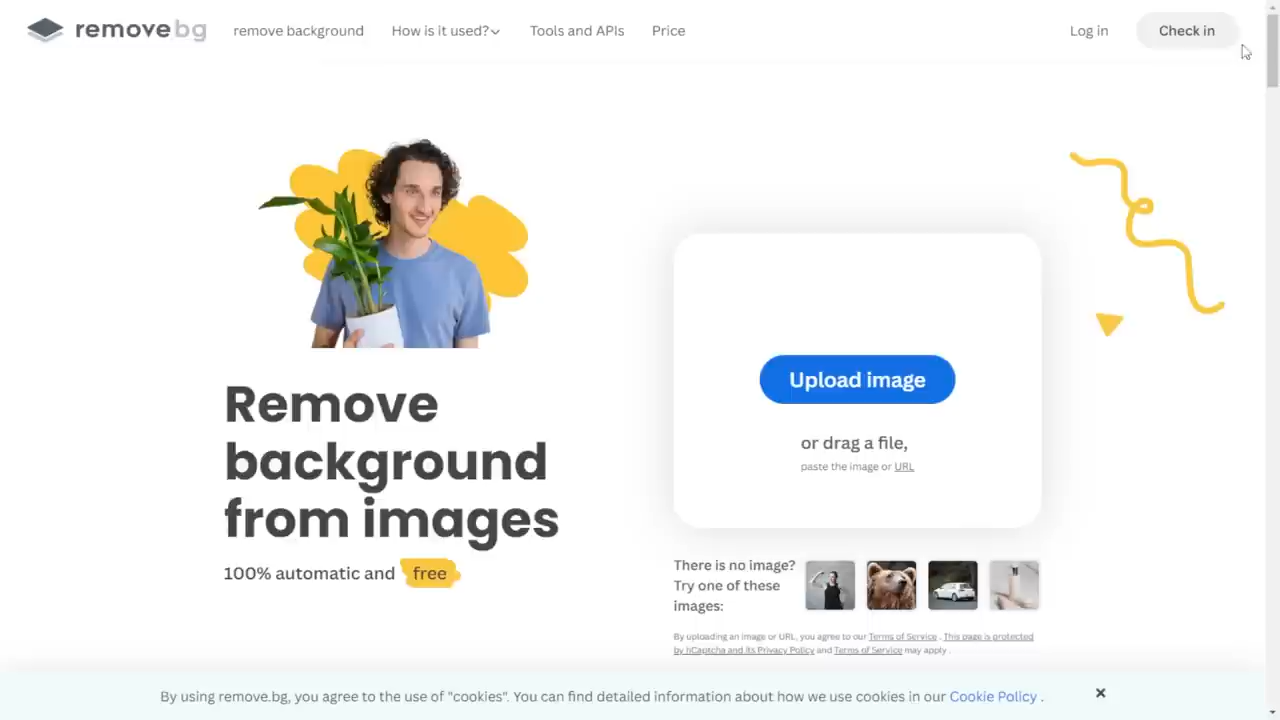 removebg
remove background
How is it used?
Tools and APIs
Price
Log in
Check in
Remove
background
from images
100% automatic and free
Upload image
or drag a file,
paste the image or URL
There is no image?
Try one of these
images:
By uploading an image or URL, you agree to our Terms of Service . This page is protected
by hCaptcha and its Privacy Policy and Terms of Service may apply .
By using remove.bg, you agree to the use of "cookies". You can find detailed information about how we use cookies in our Cookie Policy .